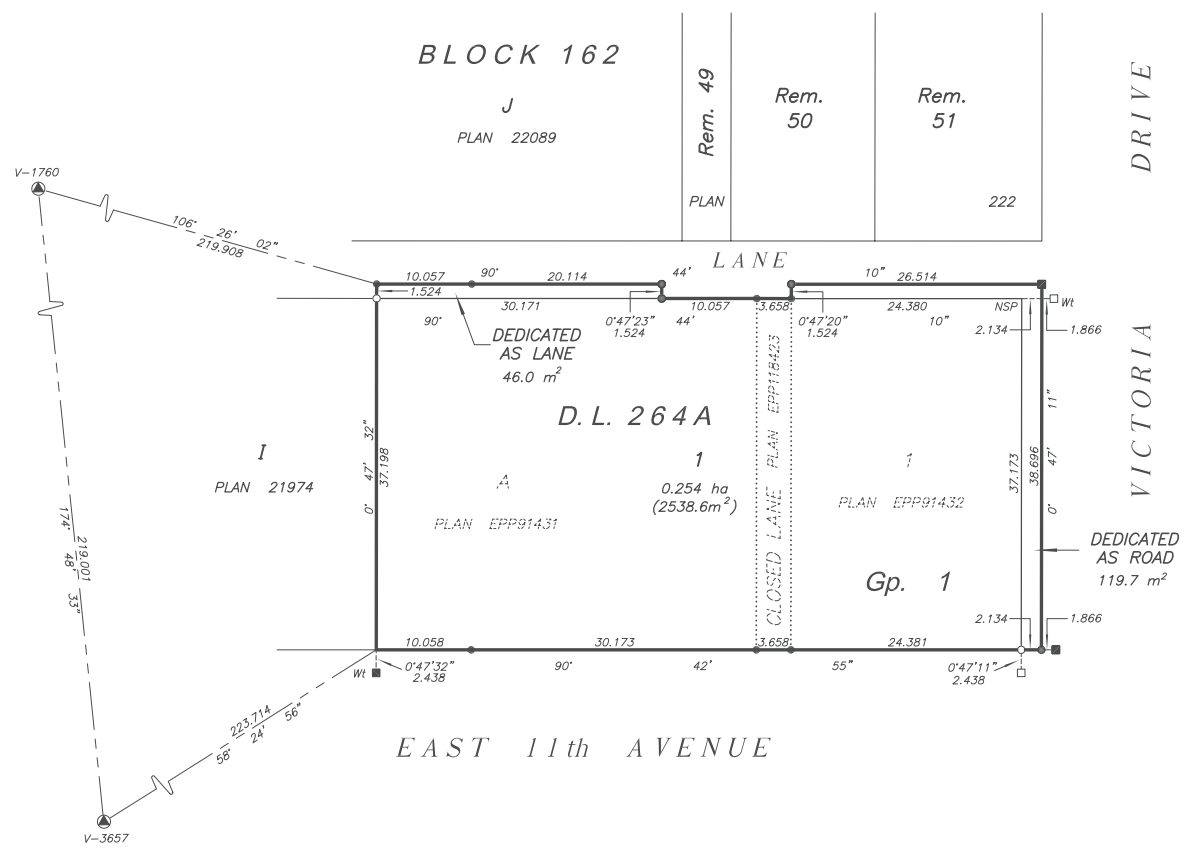 BLOCK 162
J
PLAN 22089
Rem. 49
PLAN
Rem.
50
Rem.
51
222
DRIVE
V-1760
106° 26' 02"
219.908
LANE
10.057
90°
20.114
44'
10"
26.514
1.524
30.171
10.057
3.658
24.380
NSP
Wt
90°
0°47'23"
1.524
44'
0°47'20"
1.524
10"
2.134
1.866
DEDICATED
AS LANE
46.0 m²
D.L. 264A
I
PLAN 21974
0° 47' 32"
37.198
A
PLAN EPP91431
1
0.254 ha
(2538.6m²)
CLOSED LANE PLAN EPP118423
1
PLAN EPP91432
37.173
38.696
0° 47' 11"
VICTORIA
DEDICATED
AS ROAD
119.7 m²
Gp. 1
219.001
174° 48' 33"
2.134
1.866
10.058
30.173
3.658
24.381
Wt
0°47'32"
2.438
90°
42'
55"
0°47'11"
2.438
223.714
58° 24' 56"
EAST 11th AVENUE
V-3657